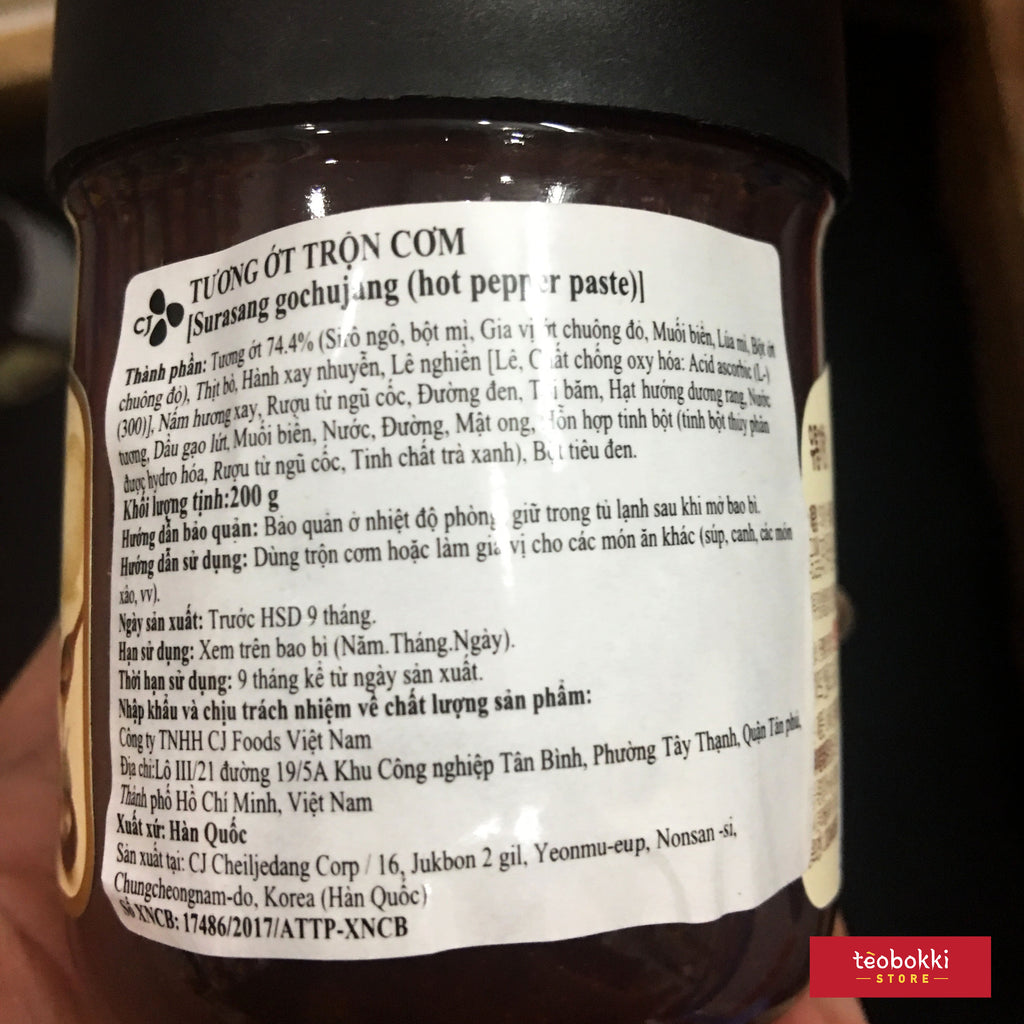 CJ
TƯƠNG ỚT TRỘN CƠM
[Surasang gochujang (hot pepper paste)]
Thành phần: Tương ớt 74.4% (Sirô ngô, bột mì, Gia vị ớt chuông đỏ, Muối biển, Lúa mì, Bột ớt
chuông đỏ), Thịt bò, Hành xay nhuyễn, Lê nghiền [Lê, Chất chống oxy hóa: Acid ascorbic (L-)
(300)], Nấm hương xay, Rượu từ ngũ cốc, Đường đen, Tỏi băm, Hạt hướng dương rang, Nước
tương, Dầu gạo lứt, Muối biển, Nước, Đường, Mật ong, Hỗn hợp tinh bột (tinh bột thủy phân
được hydro hóa, Rượu từ ngũ cốc, Tinh chất trà xanh), Bột tiêu đen.
Khối lượng tịnh:200 g
Hướng dẫn bảo quản: Bảo quản ở nhiệt độ phòng, giữ trong tủ lạnh sau khi mở bao bì.
Hướng dẫn sử dụng: Dùng trộn cơm hoặc làm gia vị cho các món ăn khác (súp, canh, các món
xào, vv).
Ngày sản xuất: Trước HSD 9 tháng.
Hạn sử dụng: Xem trên bao bì (Năm.Tháng.Ngày).
Thời hạn sử dụng: 9 tháng kể từ ngày sản xuất.
Nhập khẩu và chịu trách nhiệm về chất lượng sản phẩm:
Công ty TNHH CJ Foods Việt Nam
Địa chỉ:Lô III/21 đường 19/5A Khu Công nghiệp Tân Bình, Phường Tây Thạnh, Quận Tân phú,
Thành phố Hồ Chí Minh, Việt Nam
Xuất xứ: Hàn Quốc
Sản xuất tại: CJ Cheiljedang Corp / 16, Jukbon 2 gil, Yeonmu-eup, Nonsan -si,
Chungcheongnam-do, Korea (Hàn Quốc)
Số XNCB: 17486/2017/ATTP-XNCB
tèobokki
STORE